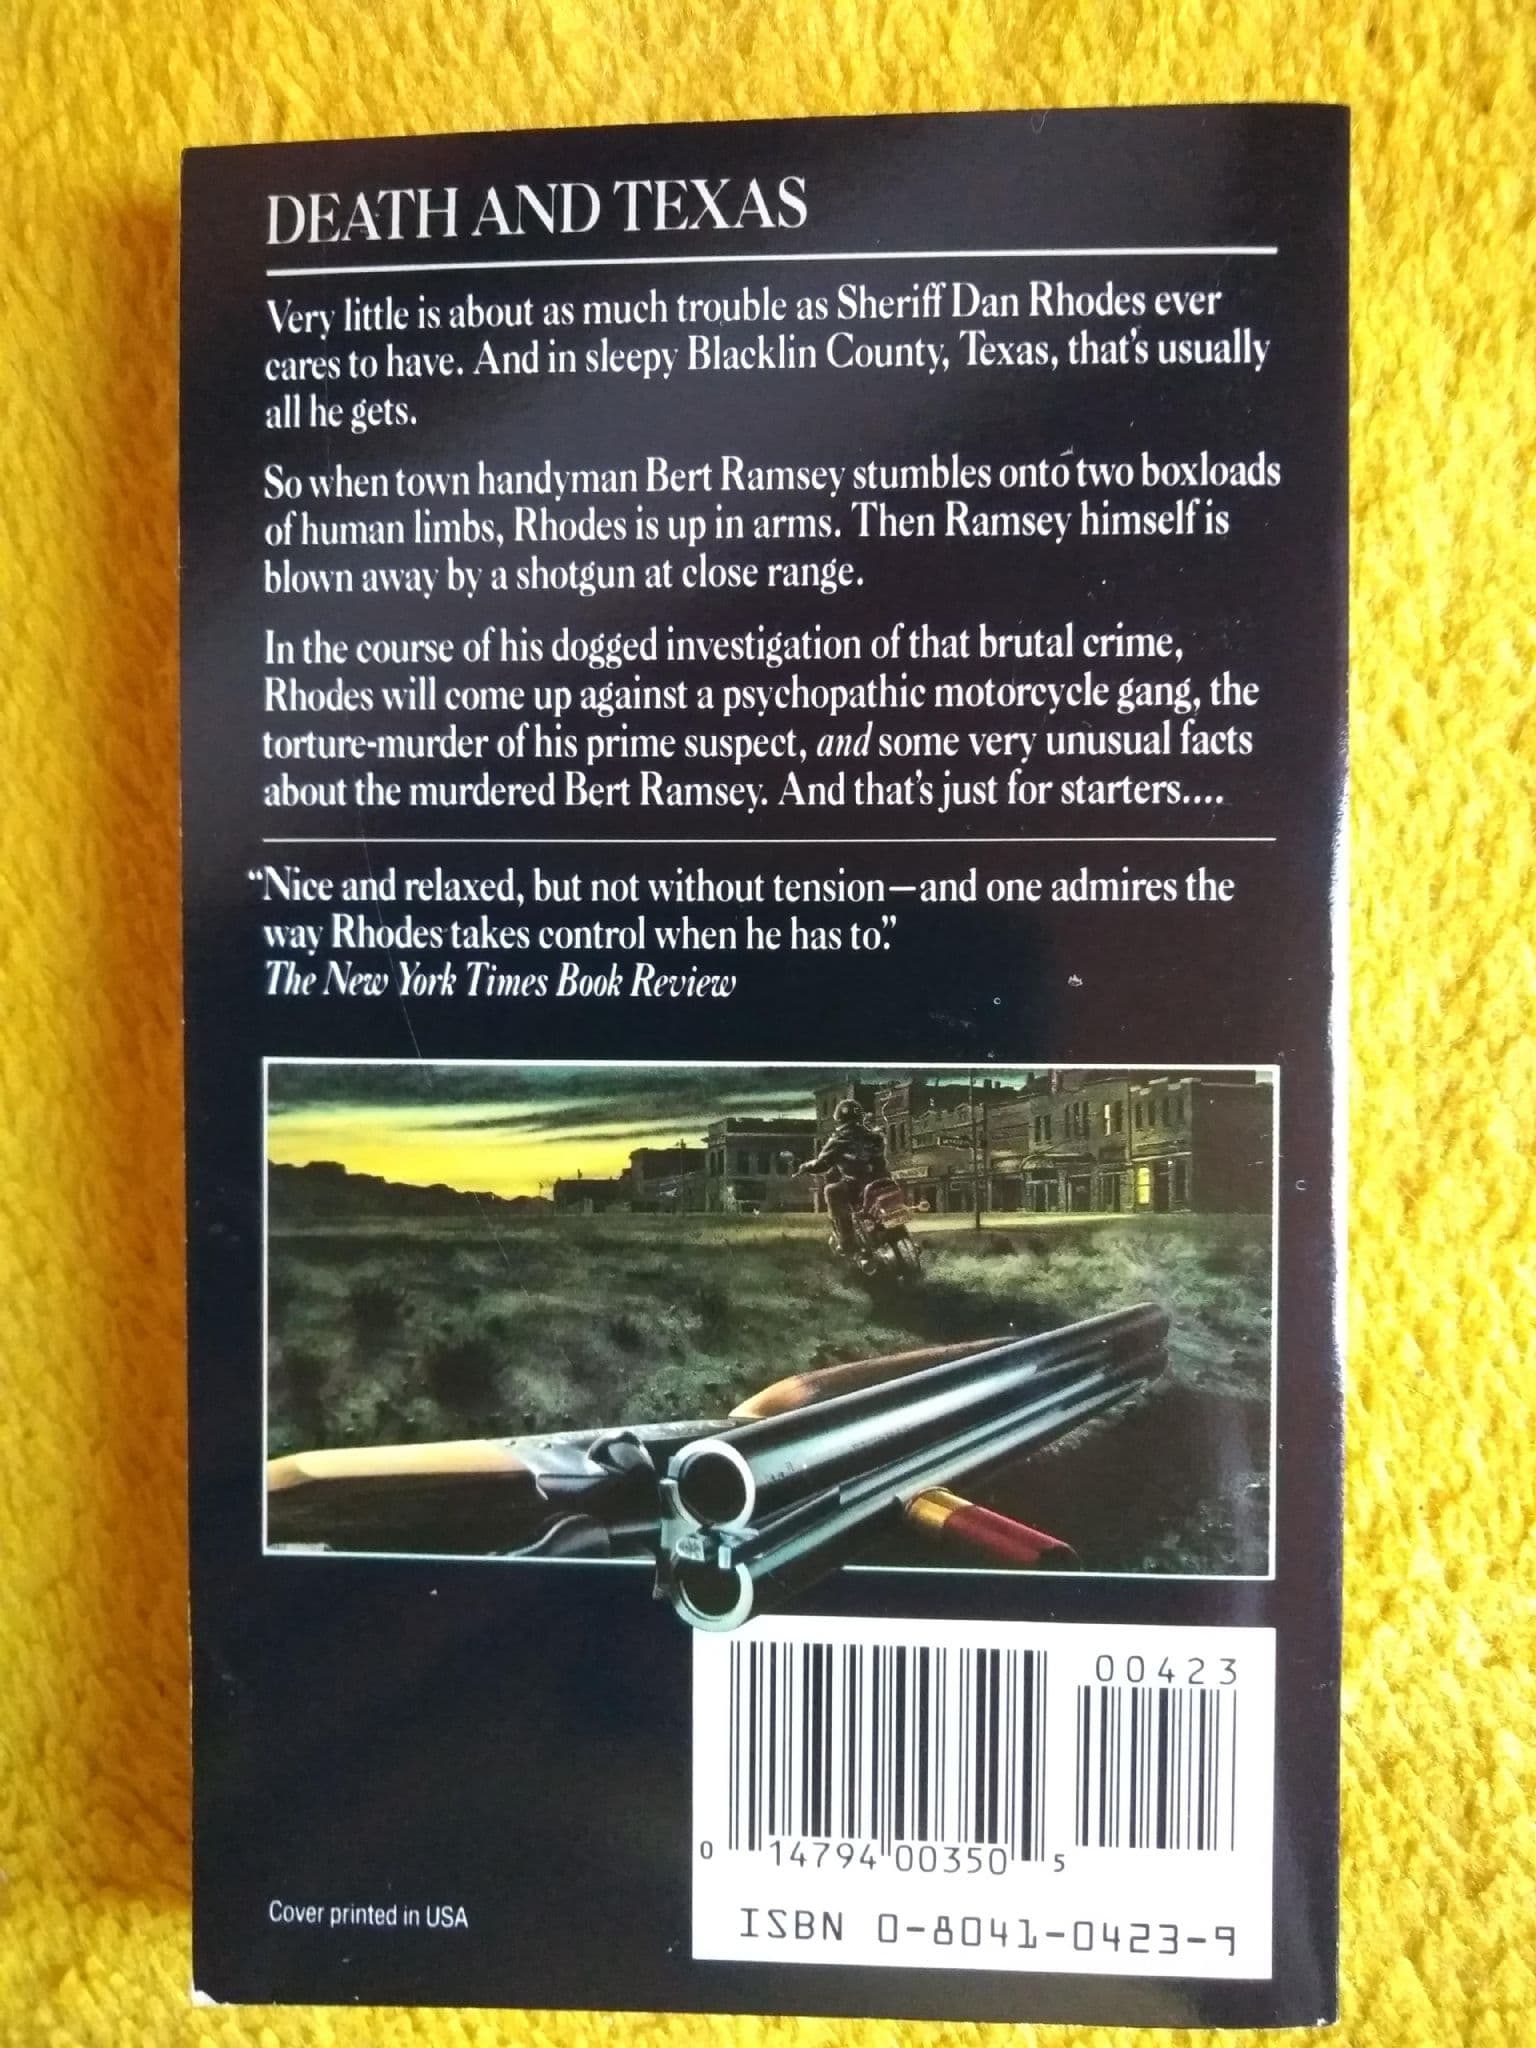 DEATH AND TEXAS
Very little is about as much trouble as Sheriff Dan Rhodes ever
cares to have. And in sleepy Blacklin County, Texas, that's usually
all he gets.
So when town handyman Bert Ramsey stumbles onto two boxloads
of human limbs, Rhodes is up in arms. Then Ramsey himself is
blown away by a shotgun at close range.
In the course of his dogged investigation of that brutal crime,
Rhodes will come up against a psychopathic motorcycle gang, the
torture-murder of his prime suspect, and some very unusual facts
about the murdered Bert Ramsey. And that's just for starters....
“Nice and relaxed, but not without tension—and one admires the
way Rhodes takes control when he has to.”
The New York Times Book Review
00423
0 14794 00350 5
ISBN 0-8041-0423-9
Cover printed in USA